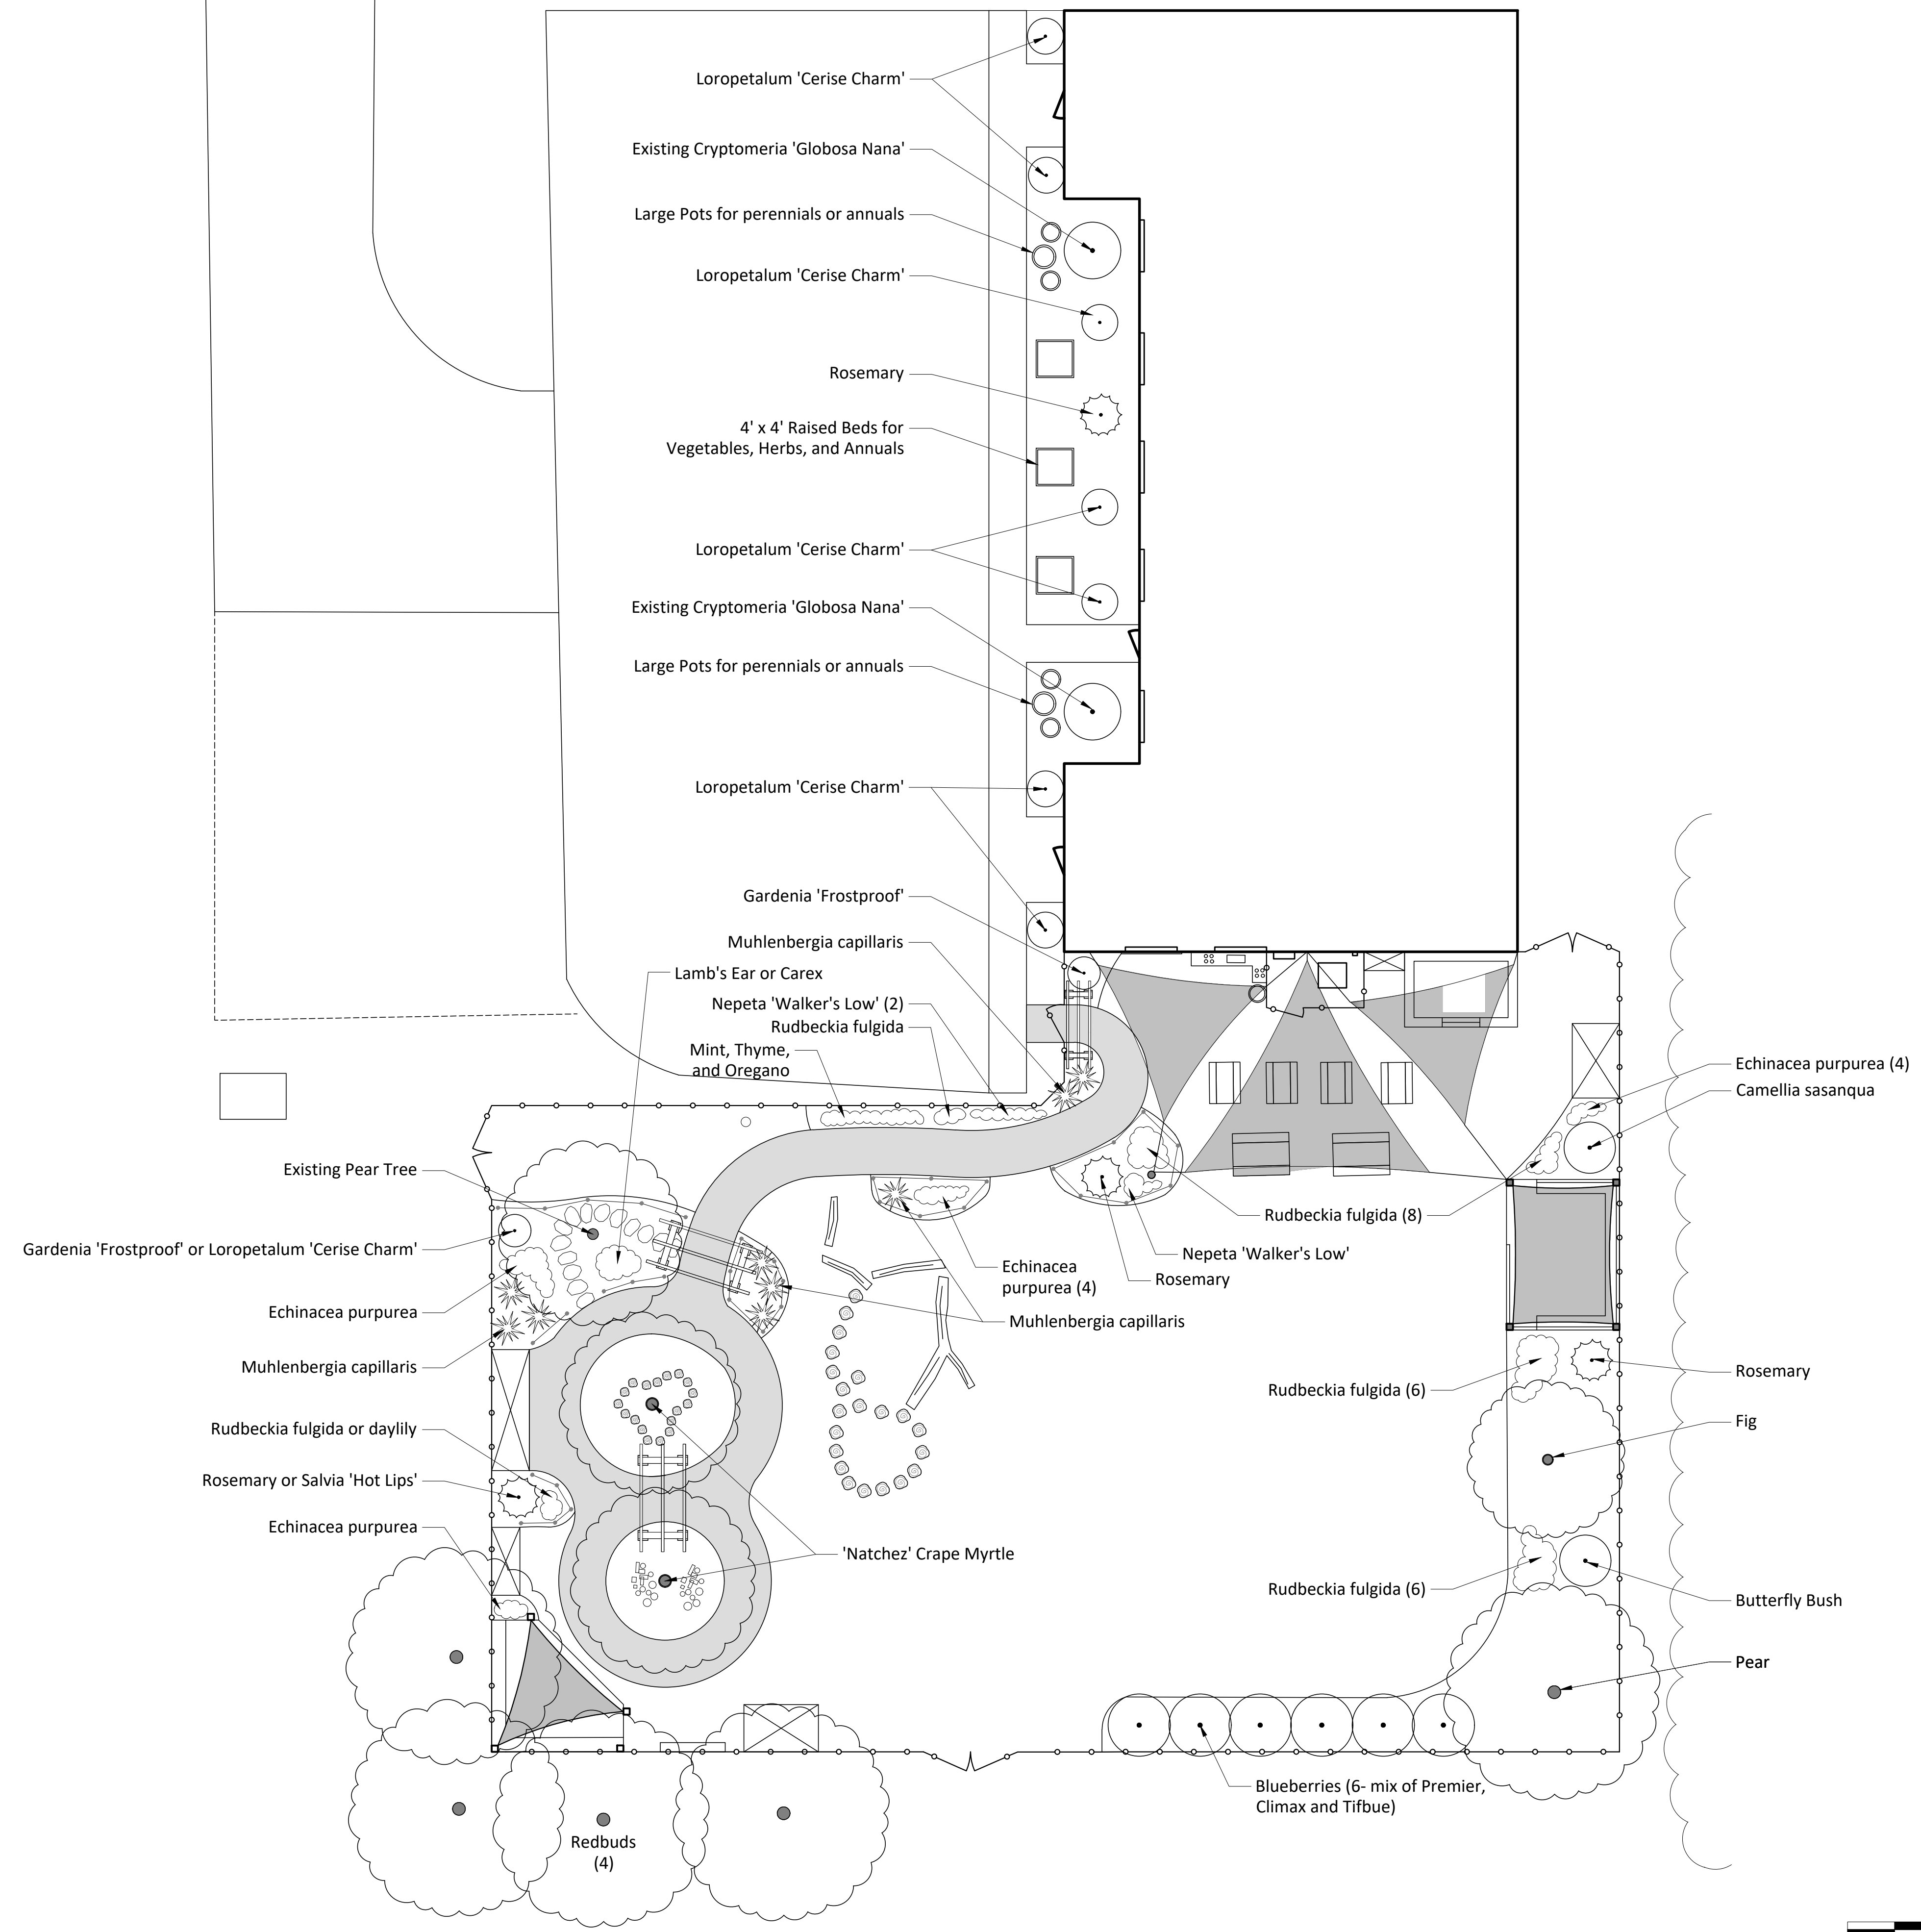 Loropetalum 'Cerise Charm'
Existing Cryptomeria 'Globosa Nana'
Large Pots for perennials or annuals
Loropetalum 'Cerise Charm'
Rosemary
4' x 4' Raised Beds for
Vegetables, Herbs, and Annuals
Loropetalum 'Cerise Charm'
Existing Cryptomeria 'Globosa Nana'
Large Pots for perennials or annuals
Loropetalum 'Cerise Charm'
Gardenia 'Frostproof'
Muhlenbergia capillaris
Lamb's Ear or Carex
Nepeta 'Walker's Low' (2)
Rudbeckia fulgida
Mint, Thyme,
and Oregano
Existing Pear Tree
Gardenia 'Frostproof' or Loropetalum 'Cerise Charm'
Echinacea purpurea
Muhlenbergia capillaris
Rudbeckia fulgida or daylily
Rosemary or Salvia 'Hot Lips'
Echinacea purpurea
Echinacea purpurea (4)
Camellia sasanqua
Rudbeckia fulgida (8)
Nepeta 'Walker's Low'
Rosemary
Echinacea
purpurea (4)
Muhlenbergia capillaris
Rudbeckia fulgida (6)
Rosemary
Fig
'Natchez' Crape Myrtle
Rudbeckia fulgida (6)
Butterfly Bush
Pear
Blueberries (6- mix of Premier,
Climax and Tifbue)
Redbuds
(4)